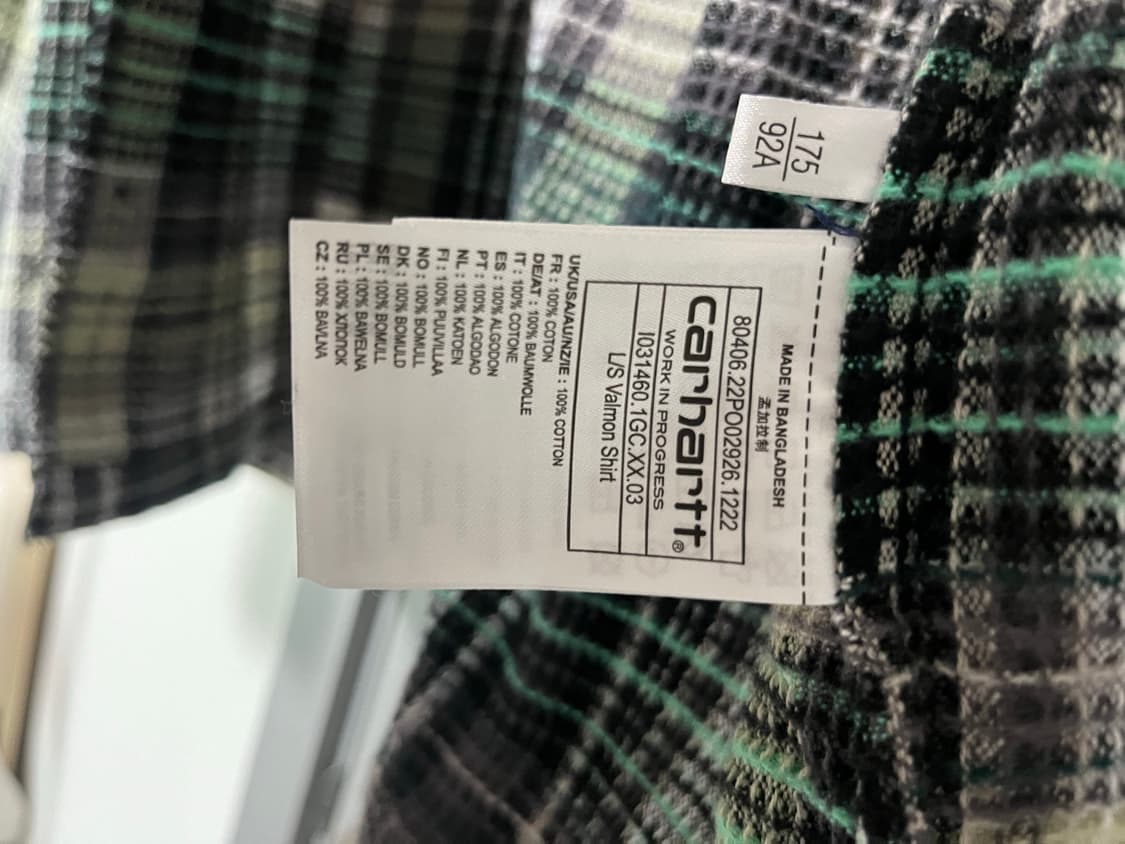 175
92A
MADE IN BANGLADESH
孟加拉制
80406.22PO02926.1222
carhartt®
WORK IN PROGRESS
I031460.1GC.XX.03
L/S Valmon Shirt
UK/USA/AU/NZ/IE : 100% COTTON
FR : 100% COTON
DE/AT : 100% BAUMWOLLE
IT : 100% COTONE
ES : 100% ALGODON
PT : 100% ALGODAO
NL : 100% KATOEN
FI : 100% PUUVILLAA
NO : 100% BOMULL
DK : 100% BOMULD
SE : 100% BOMULL
PL : 100% BAWELNA
RU : 100% ХЛОПОК
CZ : 100% BAVLNA